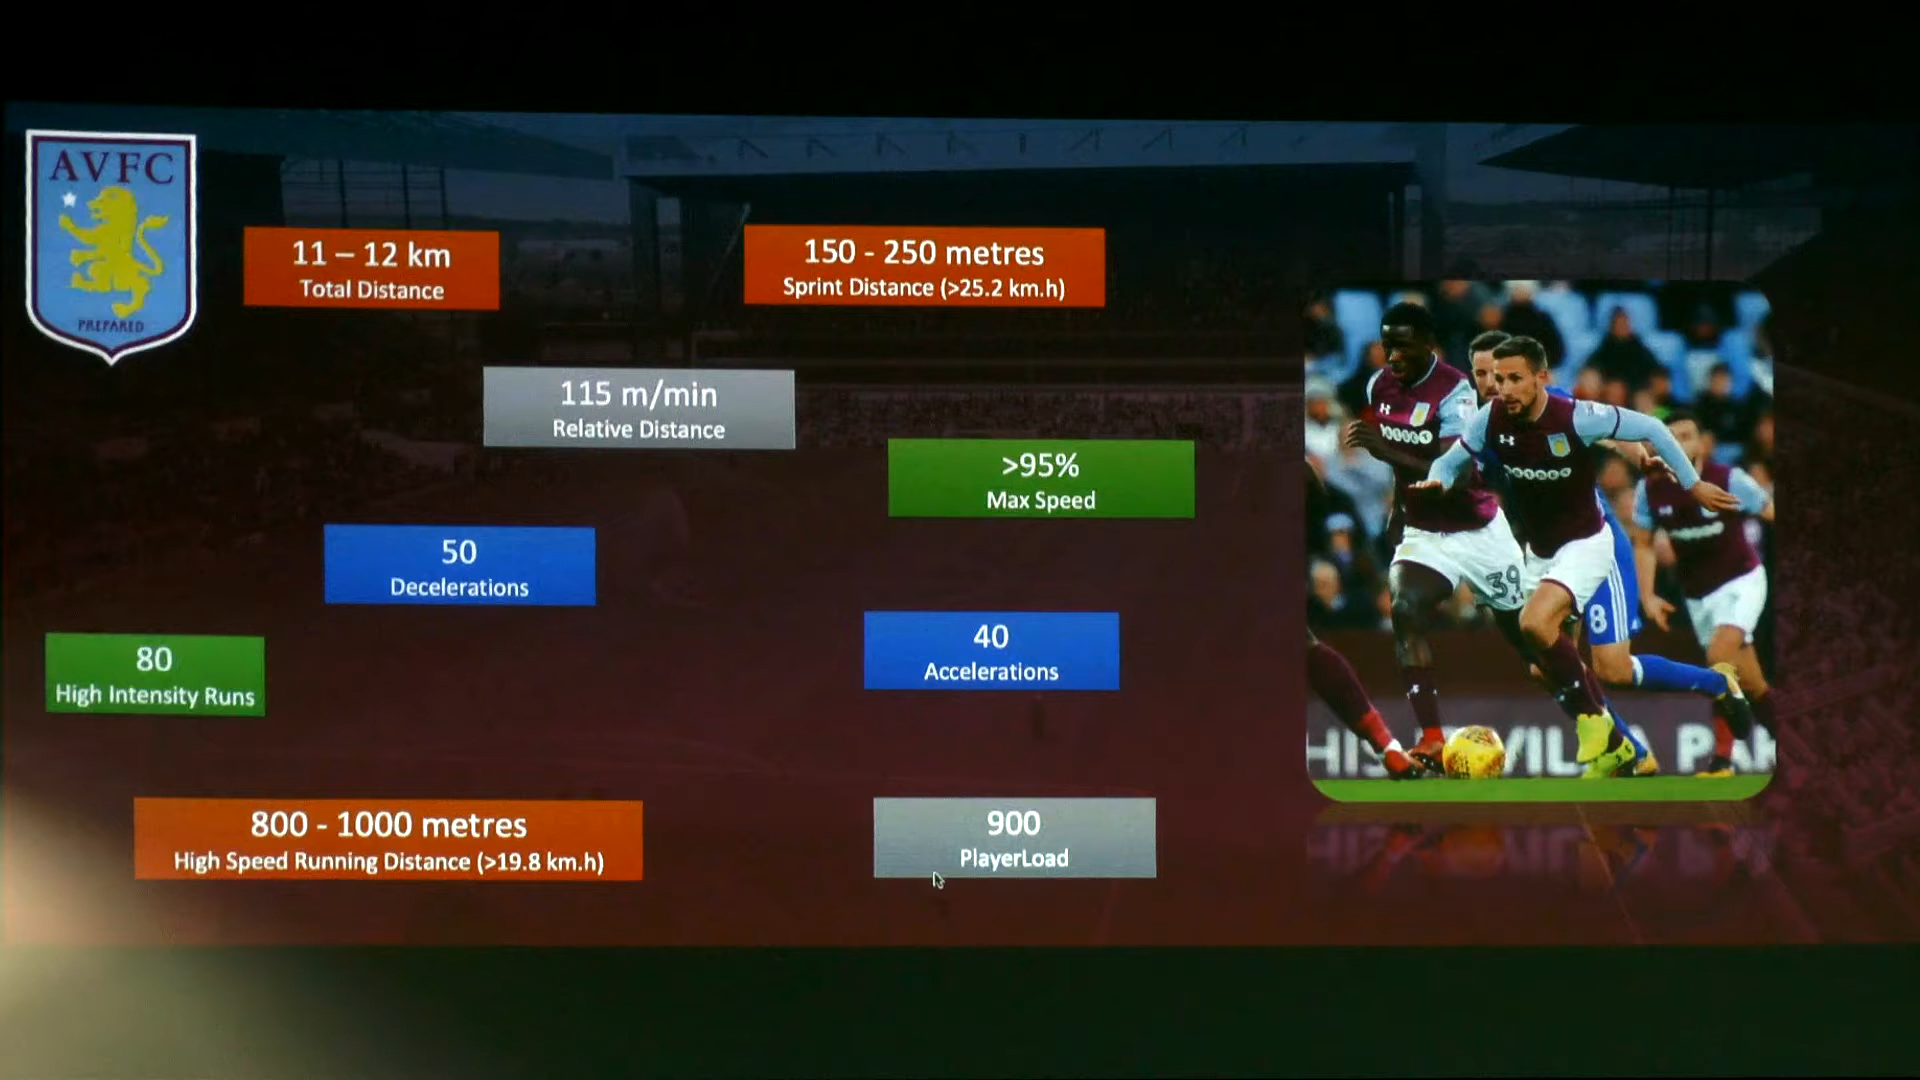 AVFC
PREPARED
11 – 12 km
Total Distance
150 - 250 metres
Sprint Distance (>25.2 km.h)
115 m/min
Relative Distance
>95%
Max Speed
50
Decelerations
40
Accelerations
80
High Intensity Runs
800 - 1000 metres
High Speed Running Distance (>19.8 km.h)
900
PlayerLoad
39
8